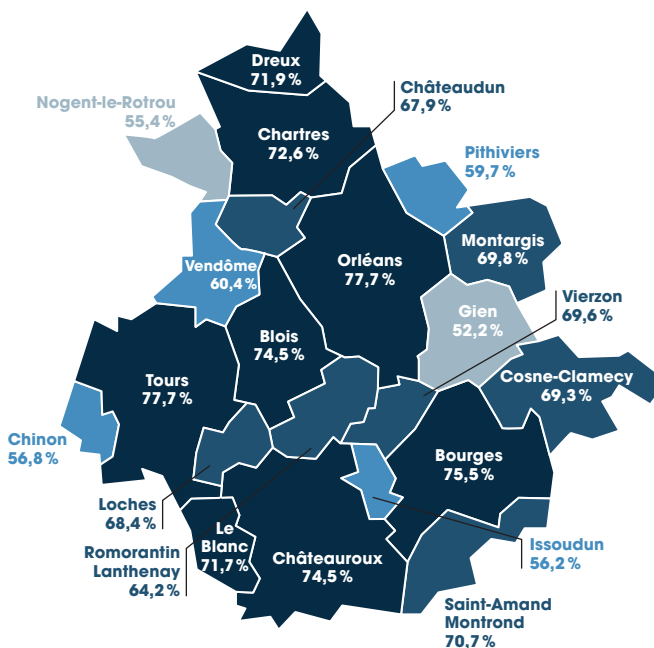 Dreux
71,9 %
Châteaudun
67,9 %
Nogent-le-Rotrou
55,4 %
Chartres
72,6 %
Pithiviers
59,7 %
Montargis
69,8 %
Orléans
77,7 %
Vendôme
60,4 %
Vierzon
69,6 %
Gien
52,2 %
Blois
74,5 %
Tours
77,7 %
Cosne-Clamecy
69,3 %
Chinon
56,8 %
Bourges
75,5 %
Loches
68,4 %
Le
Blanc
71,7 %
Romorantin
Lanthenay
64,2 %
Châteauroux
74,5 %
Issoudun
56,2 %
Saint-Amand
Montrond
70,7 %